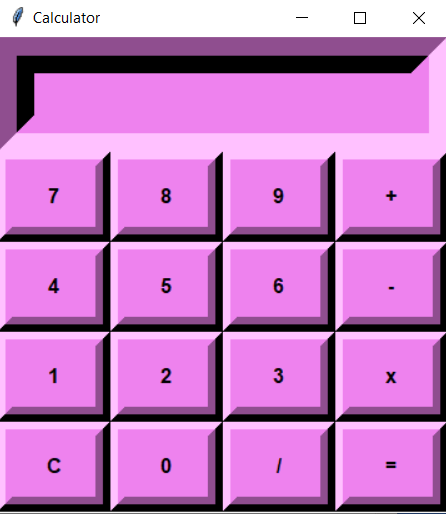 Calculator
7 8 9 +
4 5 6 -
1 2 3 x
C 0 / =